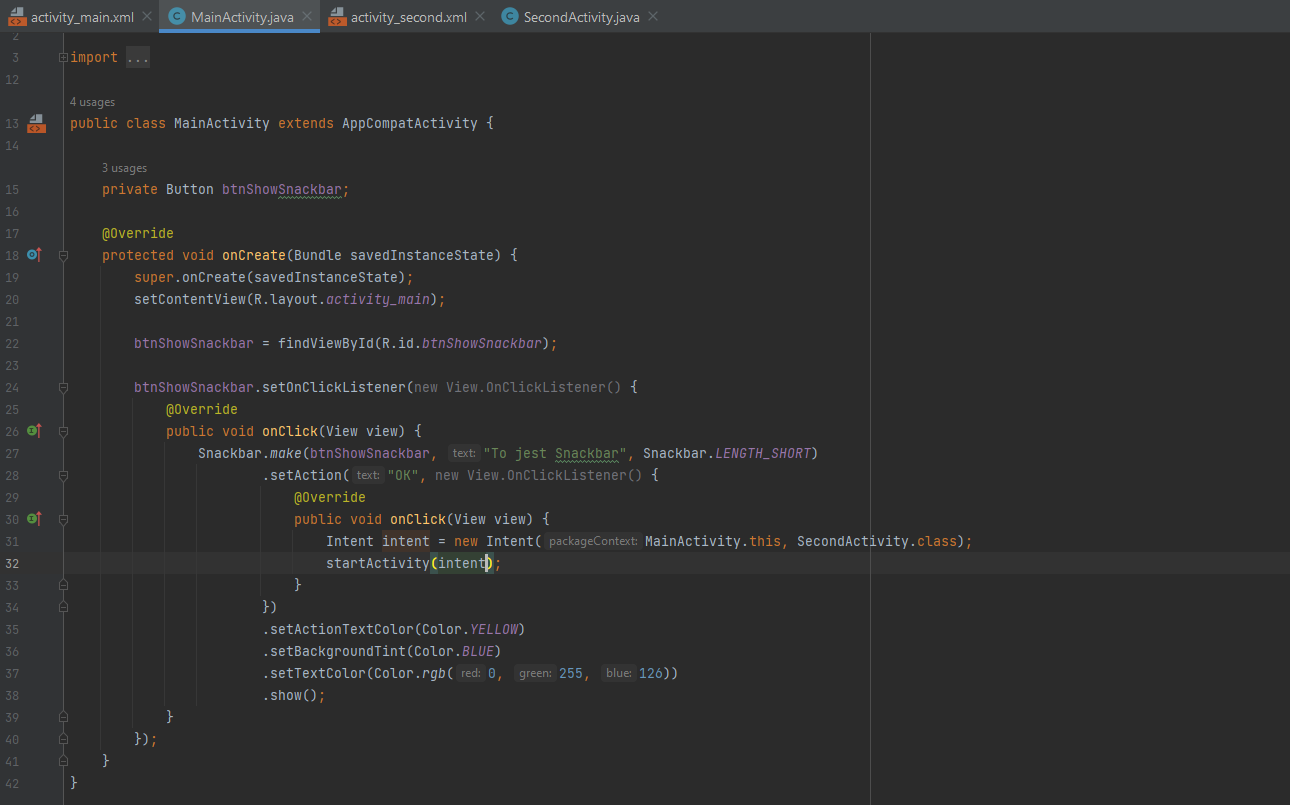 activity_main.xml MainActivity.java activity_second.xml SecondActivity.java
2
3 import ...
12
4 usages
13 public class MainActivity extends AppCompatActivity {
14
3 usages
15 private Button btnShowSnackbar;
16
17 @Override
18 protected void onCreate(Bundle savedInstanceState) {
19 super.onCreate(savedInstanceState);
20 setContentView(R.layout.activity_main);
21
22 btnShowSnackbar = findViewById(R.id.btnShowSnackbar);
23
24 btnShowSnackbar.setOnClickListener(new View.OnClickListener() {
25 @Override
26 public void onClick(View view) {
27 Snackbar.make(btnShowSnackbar, text: "To jest Snackbar", Snackbar.LENGTH_SHORT)
28 .setAction( text: "OK", new View.OnClickListener() {
29 @Override
30 public void onClick(View view) {
31 Intent intent = new Intent( packageContext: MainActivity.this, SecondActivity.class);
32 startActivity(intent);
33 }
34 })
35 .setActionTextColor(Color.YELLOW)
36 .setBackgroundTint(Color.BLUE)
37 .setTextColor(Color.rgb( red: 0, green: 255, blue: 126))
38 .show();
39 }
40 });
41 }
42 }